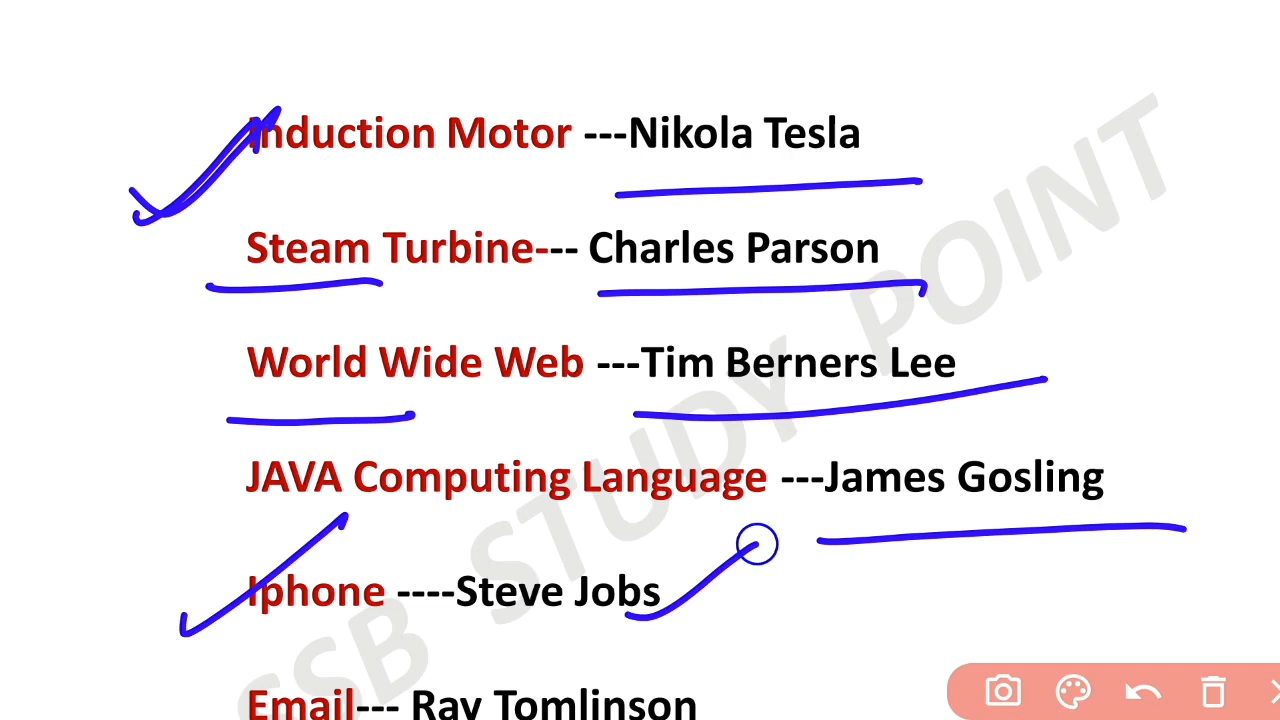 Induction Motor ---Nikola Tesla
Steam Turbine--- Charles Parson
World Wide Web ---Tim Berners Lee
JAVA Computing Language ---James Gosling
Iphone ----Steve Jobs
Email--- Ray Tomlinson
SSB STUDY POINT